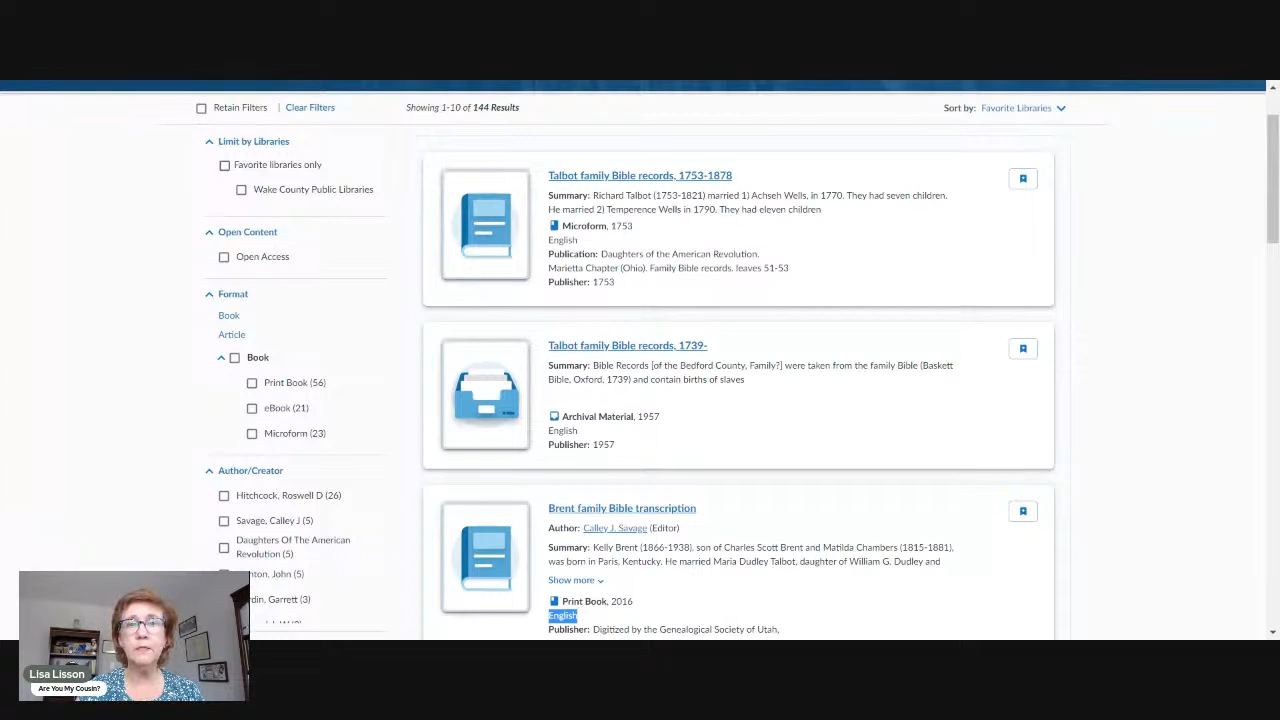 Retain Filters | Clear Filters
Showing 1-10 of 144 Results
Sort by: Favorite Libraries
Limit by Libraries
Favorite libraries only
Wake County Public Libraries
Open Content
Open Access
Format
Book
Article
Book
Print Book (56)
eBook (21)
Microform (23)
Author/Creator
Hitchcock, Roswell D (26)
Savage, Calley J (5)
Daughters Of The American
Revolution (5)
nton, John (5)
rdin, Garrett (3)
Talbot family Bible records, 1753-1878
Summary: Richard Talbot (1753-1821) married 1) Achseh Wells, in 1770. They had seven children.
He married 2) Temperence Wells in 1790. They had eleven children
Microform, 1753
English
Publication: Daughters of the American Revolution.
Marietta Chapter (Ohio). Family Bible records. leaves 51-53
Publisher: 1753
Talbot family Bible records, 1739-
Summary: Bible Records [of the Bedford County, Family?] were taken from the family Bible (Baskett
Bible, Oxford, 1739) and contain births of slaves
Archival Material, 1957
English
Publisher: 1957
Brent family Bible transcription
Author: Calley J. Savage (Editor)
Summary: Kelly Brent (1866-1938), son of Charles Scott Brent and Matilda Chambers (1815-1881),
was born in Paris, Kentucky. He married Maria Dudley Talbot, daughter of William G. Dudley and
Show more
Print Book, 2016
English
Publisher: Digitized by the Genealogical Society of Utah,
Lisa Lisson
Are You My Cousin?